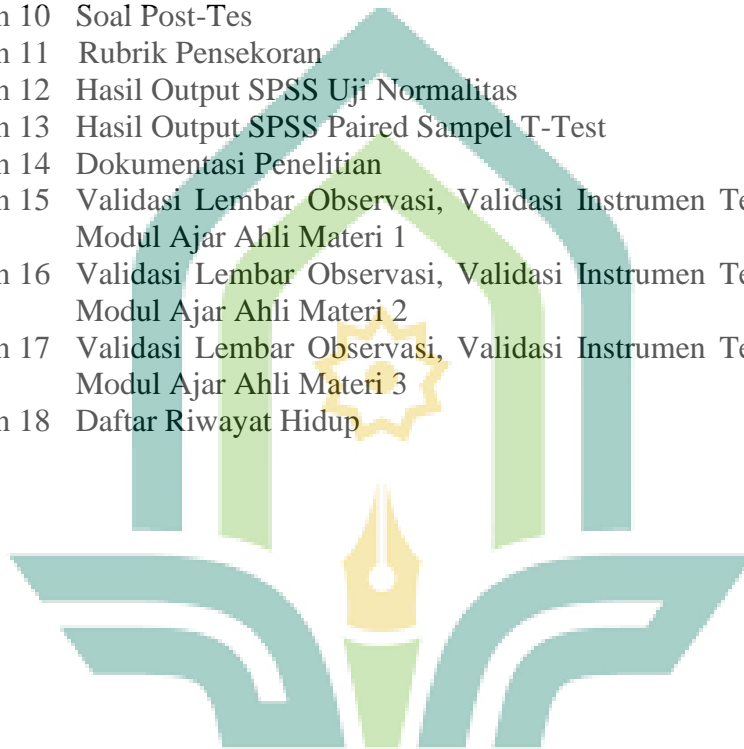 n 10 Soal Post-Tes
n 11 Rubrik Pensekoran
n 12 Hasil Output SPSS Uji Normalitas
n 13 Hasil Output SPSS Paired Sampel T-Test
n 14 Dokumentasi Penelitian
n 15 Validasi Lembar Observasi, Validasi Instrumen Te
Modul Ajar Ahli Materi 1
n 16 Validasi Lembar Observasi, Validasi Instrumen Te
Modul Ajar Ahli Materi 2
n 17 Validasi Lembar Observasi, Validasi Instrumen Te
Modul Ajar Ahli Materi 3
n 18 Daftar Riwayat Hidup